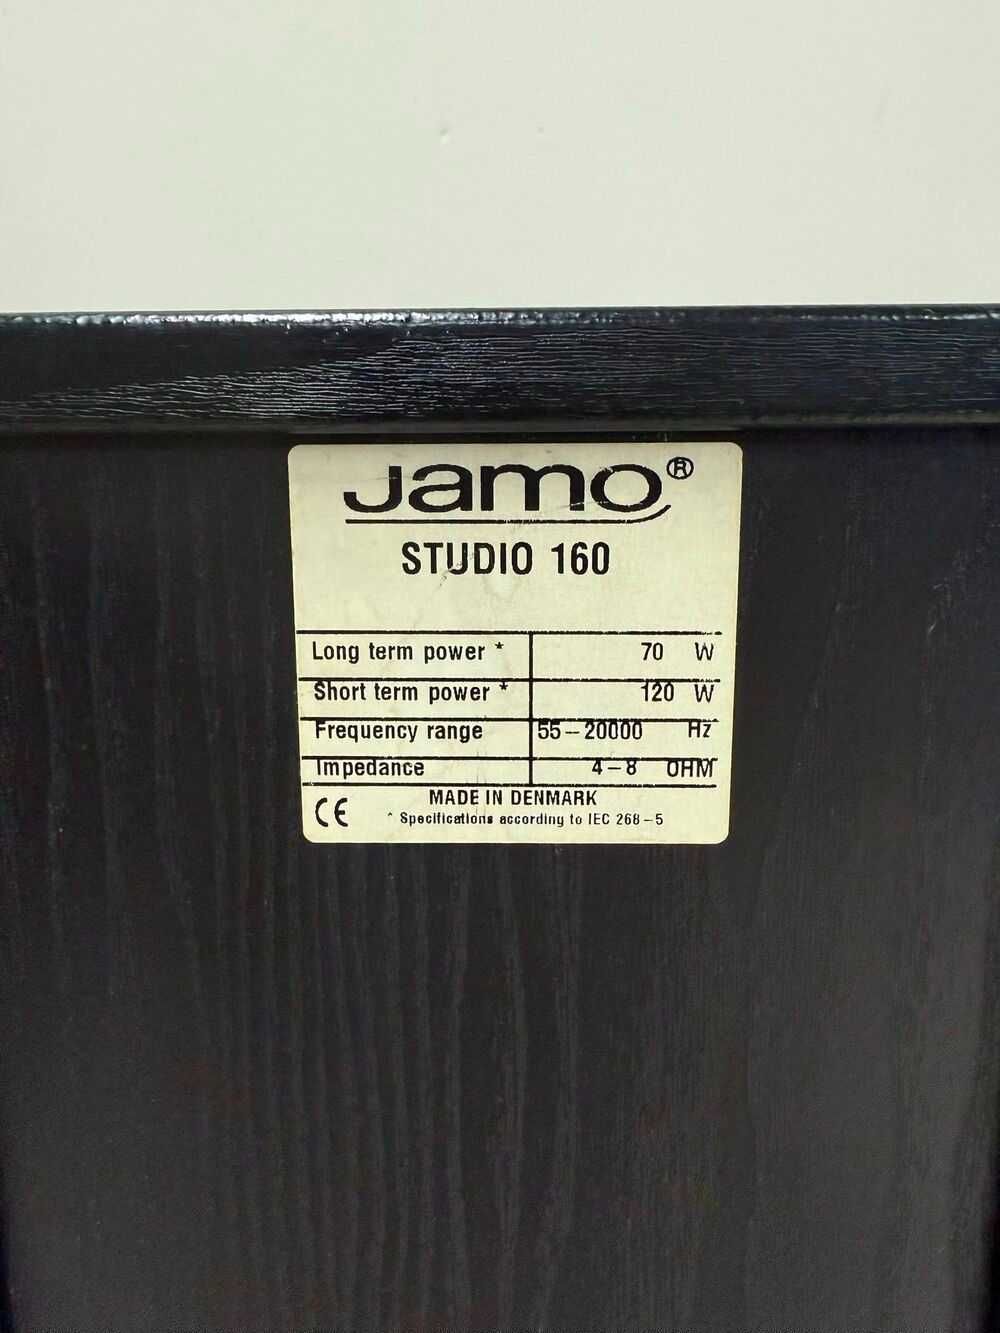 Jamo®
STUDIO 160
Long term power * 70 W
Short term power * 120 W
Frequency range 55-20000 Hz
Impedance 4-8 OHM
MADE IN DENMARK
CE * Specifications according to IEC 268-5